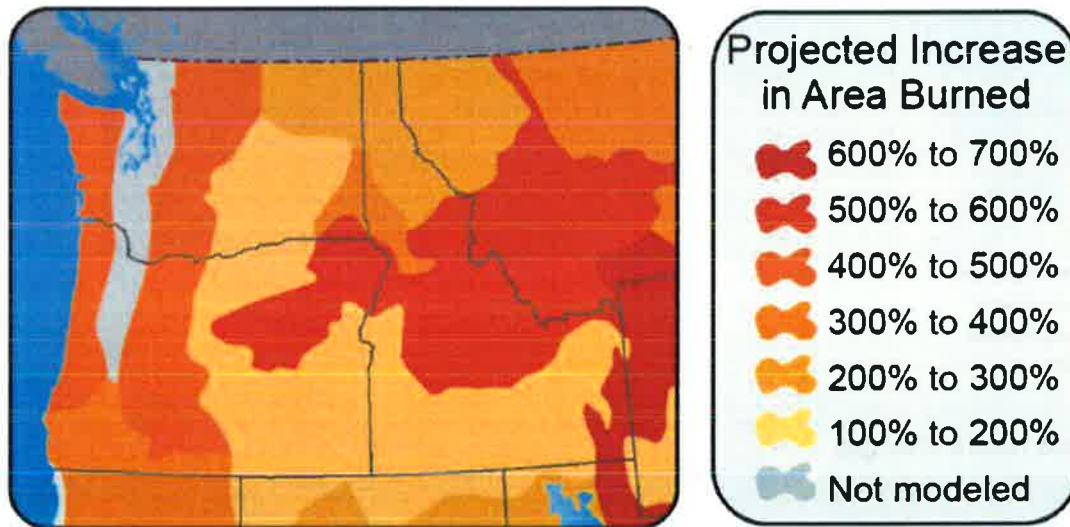 Projected Increase
in Area Burned
600% to 700%
500% to 600%
400% to 500%
300% to 400%
200% to 300%
100% to 200%
Not modeled